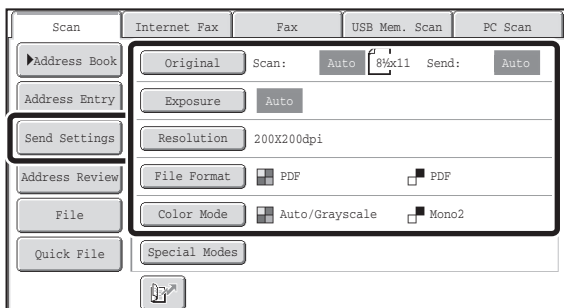 Scan Internet Fax Fax USB Mem. Scan PC Scan
Address Book Original Scan: Auto 8½x11 Send: Auto
Address Entry Exposure Auto
Send Settings Resolution 200X200dpi
Address Review File Format PDF PDF
File Color Mode Auto/Grayscale Mono2
Quick File Special Modes